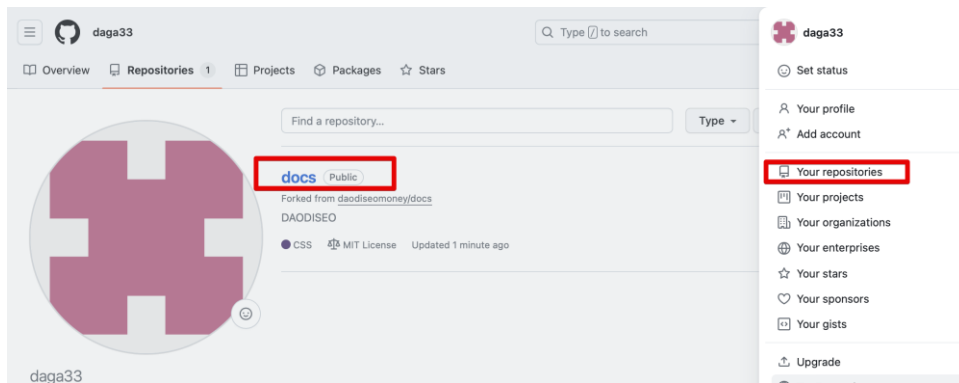 daga33
Type / to search
Overview Repositories 1 Projects Packages Stars
Find a repository...
Type
docs Public
Forked from daodiseomoney/docs
DAODISEO
CSS MIT License Updated 1 minute ago
daga33
daga33
Set status
Your profile
Add account
Your repositories
Your projects
Your organizations
Your enterprises
Your stars
Your sponsors
Your gists
Upgrade